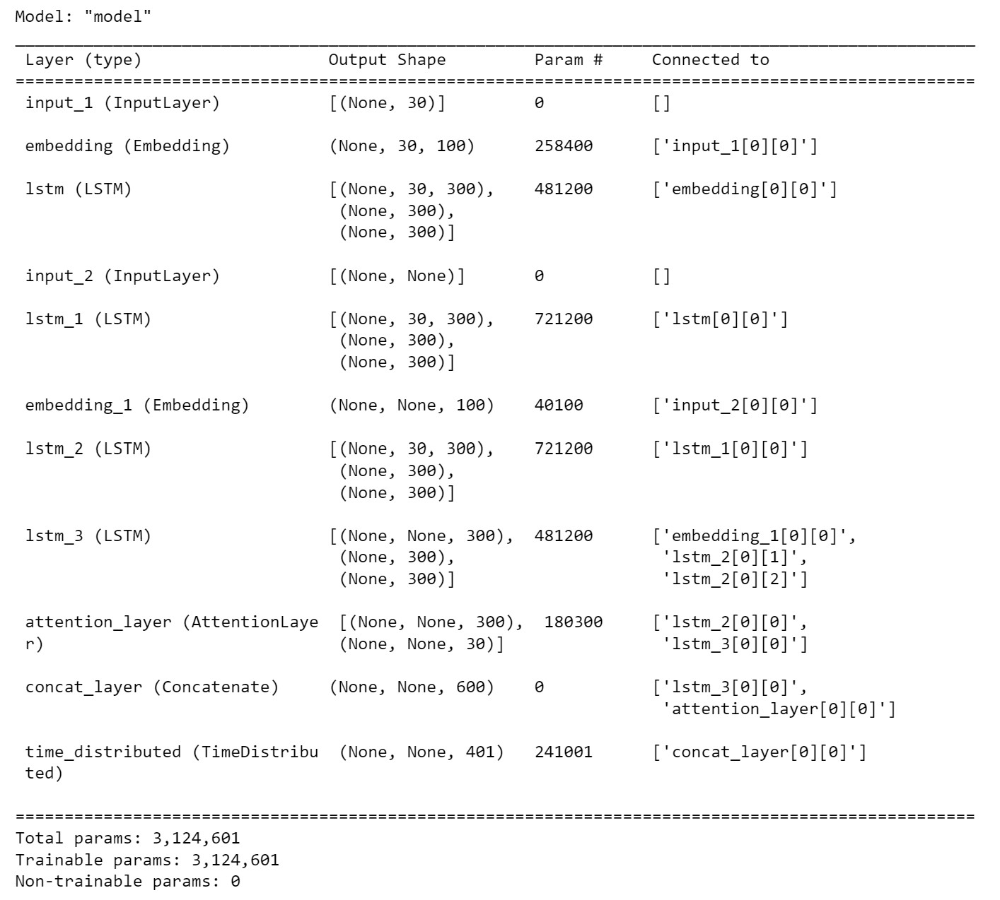 Model: "model"
__________________________________________________________________________________________________
Layer (type) Output Shape Param # Connected to
==================================================================================================
input_1 (InputLayer) [(None, 30)] 0 []
embedding (Embedding) (None, 30, 100) 258400 ['input_1[0][0]']
lstm (LSTM) [(None, 30, 300), 481200 ['embedding[0][0]']
(None, 300),
(None, 300)]
input_2 (InputLayer) [(None, None)] 0 []
lstm_1 (LSTM) [(None, 30, 300), 721200 ['lstm[0][0]']
(None, 300),
(None, 300)]
embedding_1 (Embedding) (None, None, 100) 40100 ['input_2[0][0]']
lstm_2 (LSTM) [(None, 30, 300), 721200 ['lstm_1[0][0]']
(None, 300),
(None, 300)]
lstm_3 (LSTM) [(None, None, 300), 481200 ['embedding_1[0][0]',
(None, 300), 'lstm_2[0][1]',
(None, 300)] 'lstm_2[0][2]']
attention_layer (AttentionLaye [(None, None, 300), 180300 ['lstm_2[0][0]',
r) (None, None, 30)] 'lstm_3[0][0]']
concat_layer (Concatenate) (None, None, 600) 0 ['lstm_3[0][0]',
'attention_layer[0][0]']
time_distributed (TimeDistribu (None, None, 401) 241001 ['concat_layer[0][0]']
ted)
==================================================================================================
Total params: 3,124,601
Trainable params: 3,124,601
Non-trainable params: 0